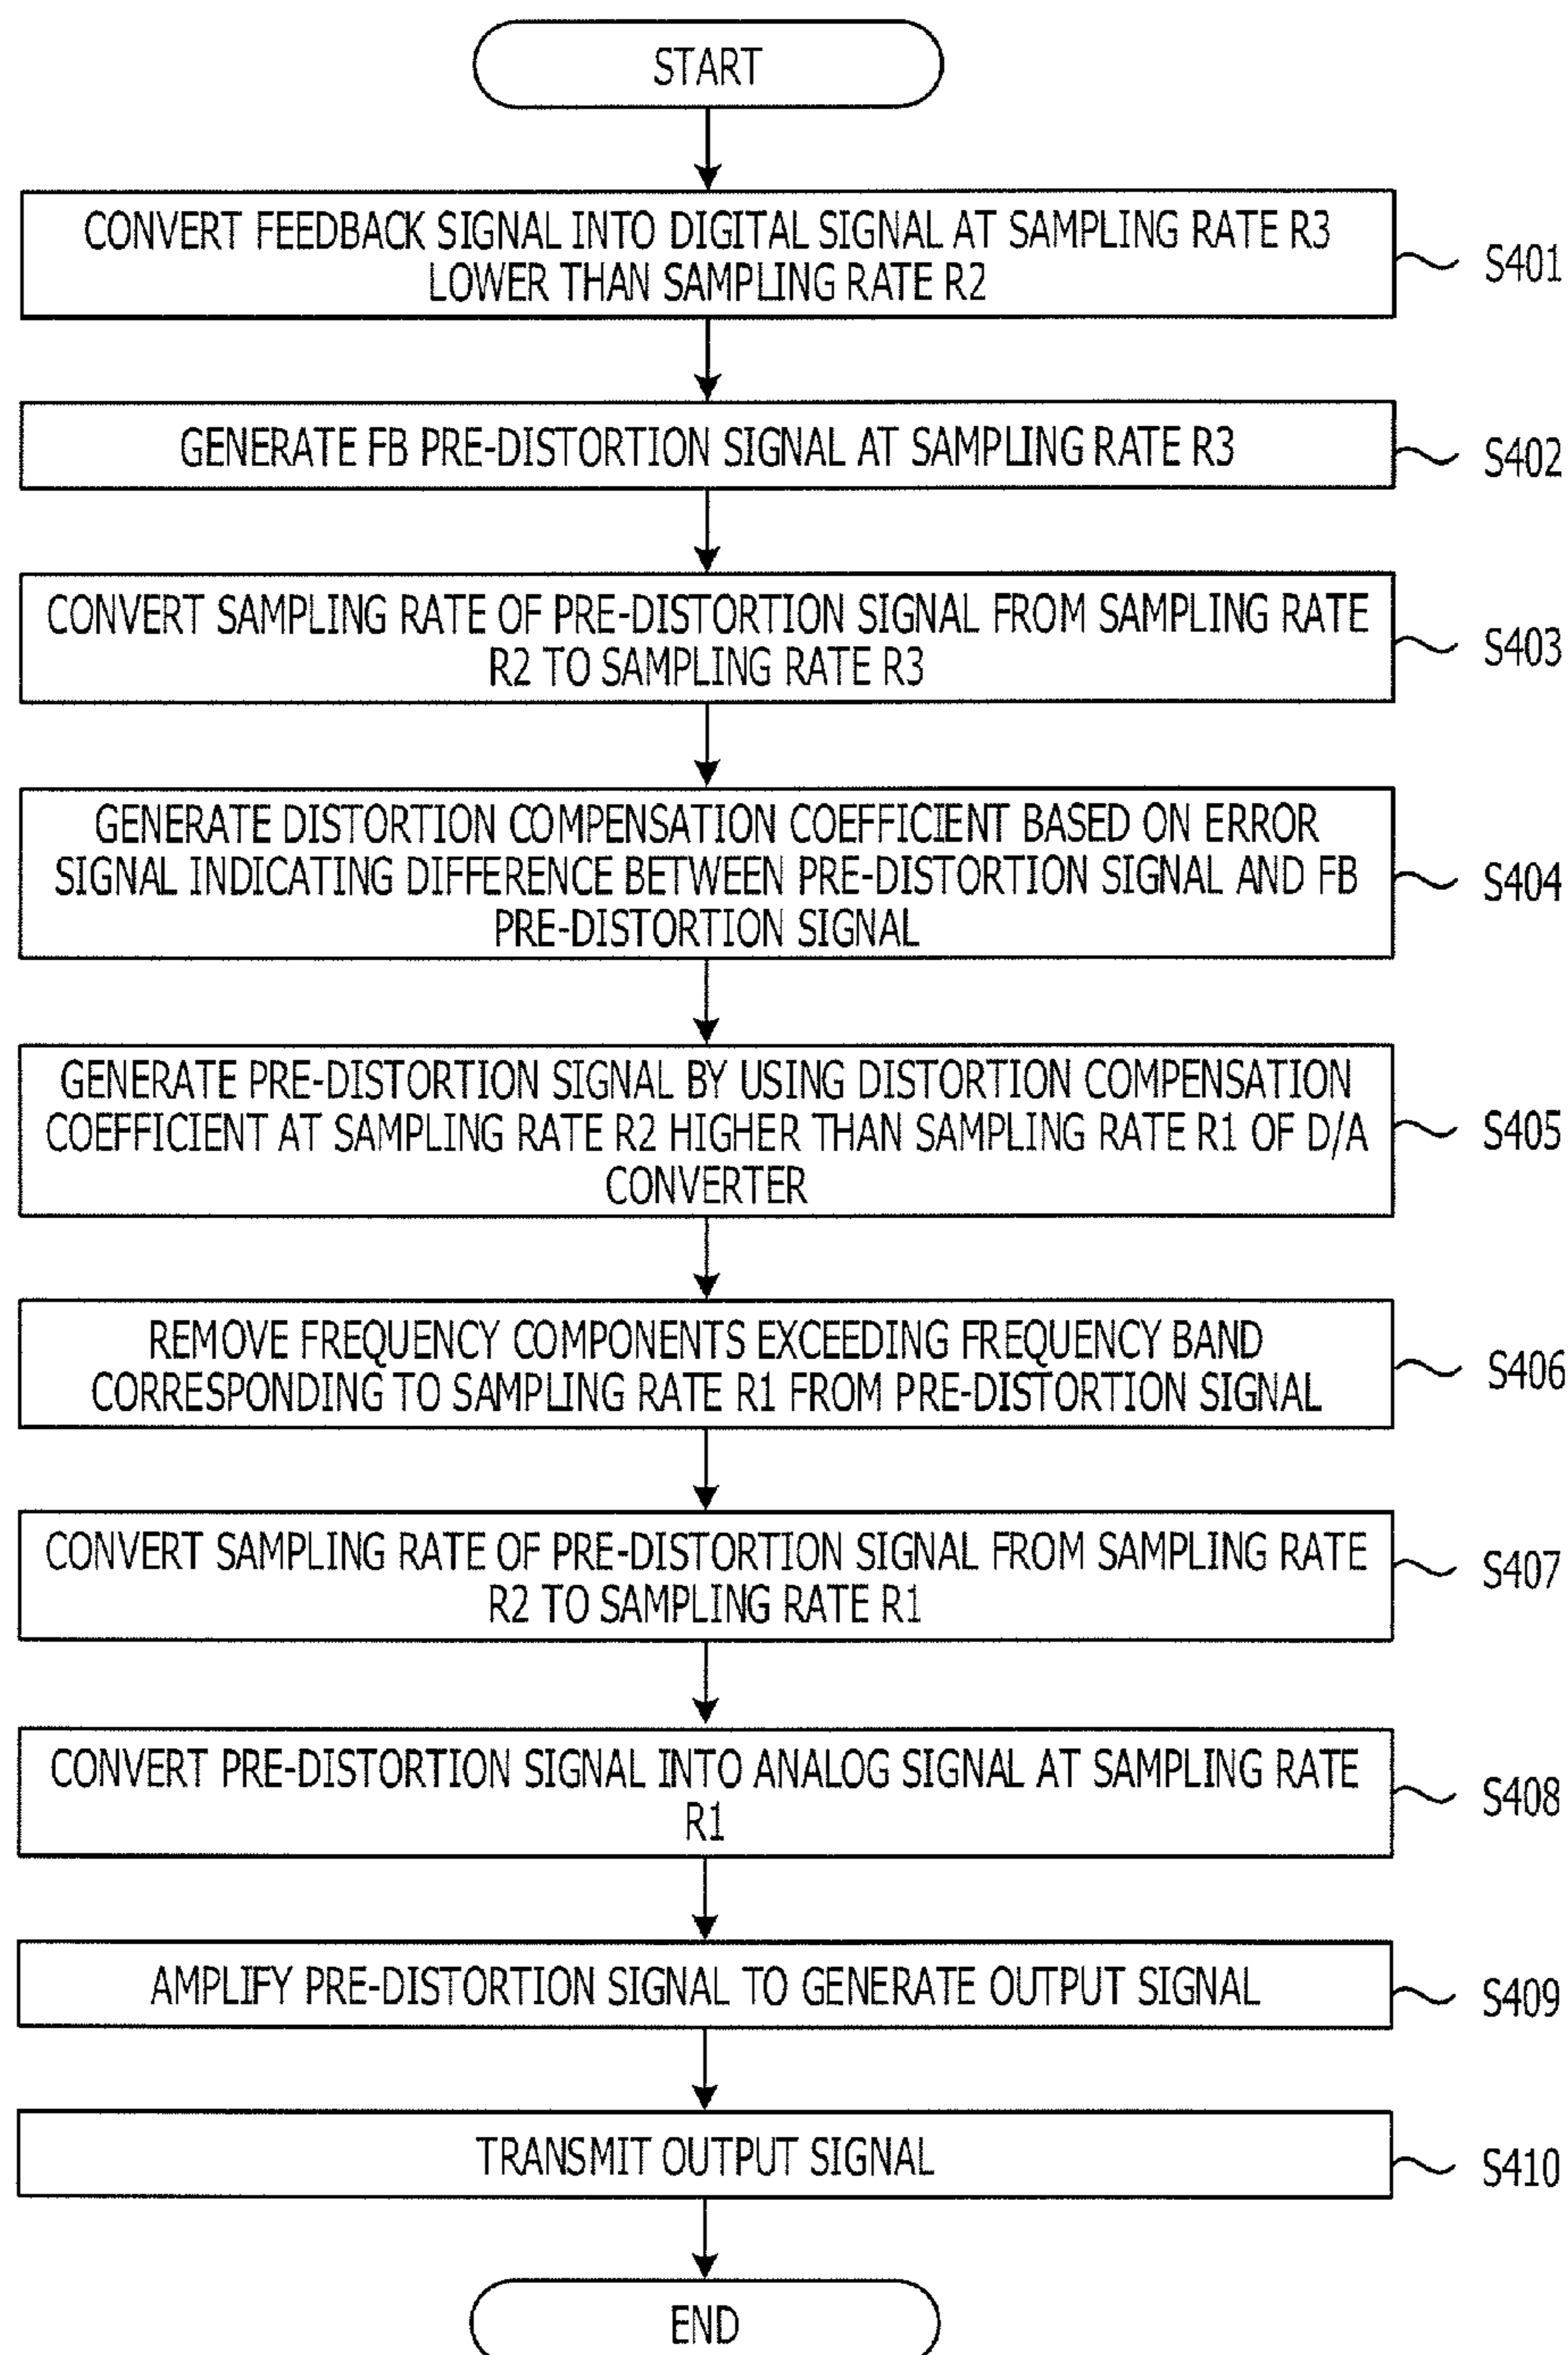 START
CONVERT FEEDBACK SIGNAL INTO DIGITAL SIGNAL AT SAMPLING RATE R3
LOWER THAN SAMPLING RATE R2
S401
GENERATE FB PRE-DISTORTION SIGNAL AT SAMPLING RATE R3
S402
CONVERT SAMPLING RATE OF PRE-DISTORTION SIGNAL FROM SAMPLING RATE
R2 TO SAMPLING RATE R3
S403
GENERATE DISTORTION COMPENSATION COEFFICIENT BASED ON ERROR
SIGNAL INDICATING DIFFERENCE BETWEEN PRE-DISTORTION SIGNAL AND FB
PRE-DISTORTION SIGNAL
S404
GENERATE PRE-DISTORTION SIGNAL BY USING DISTORTION COMPENSATION
COEFFICIENT AT SAMPLING RATE R2 HIGHER THAN SAMPLING RATE R1 OF D/A
CONVERTER
S405
REMOVE FREQUENCY COMPONENTS EXCEEDING FREQUENCY BAND
CORRESPONDING TO SAMPLING RATE R1 FROM PRE-DISTORTION SIGNAL
S406
CONVERT SAMPLING RATE OF PRE-DISTORTION SIGNAL FROM SAMPLING RATE
R2 TO SAMPLING RATE R1
S407
CONVERT PRE-DISTORTION SIGNAL INTO ANALOG SIGNAL AT SAMPLING RATE
R1
S408
AMPLIFY PRE-DISTORTION SIGNAL TO GENERATE OUTPUT SIGNAL
S409
TRANSMIT OUTPUT SIGNAL
S410
END